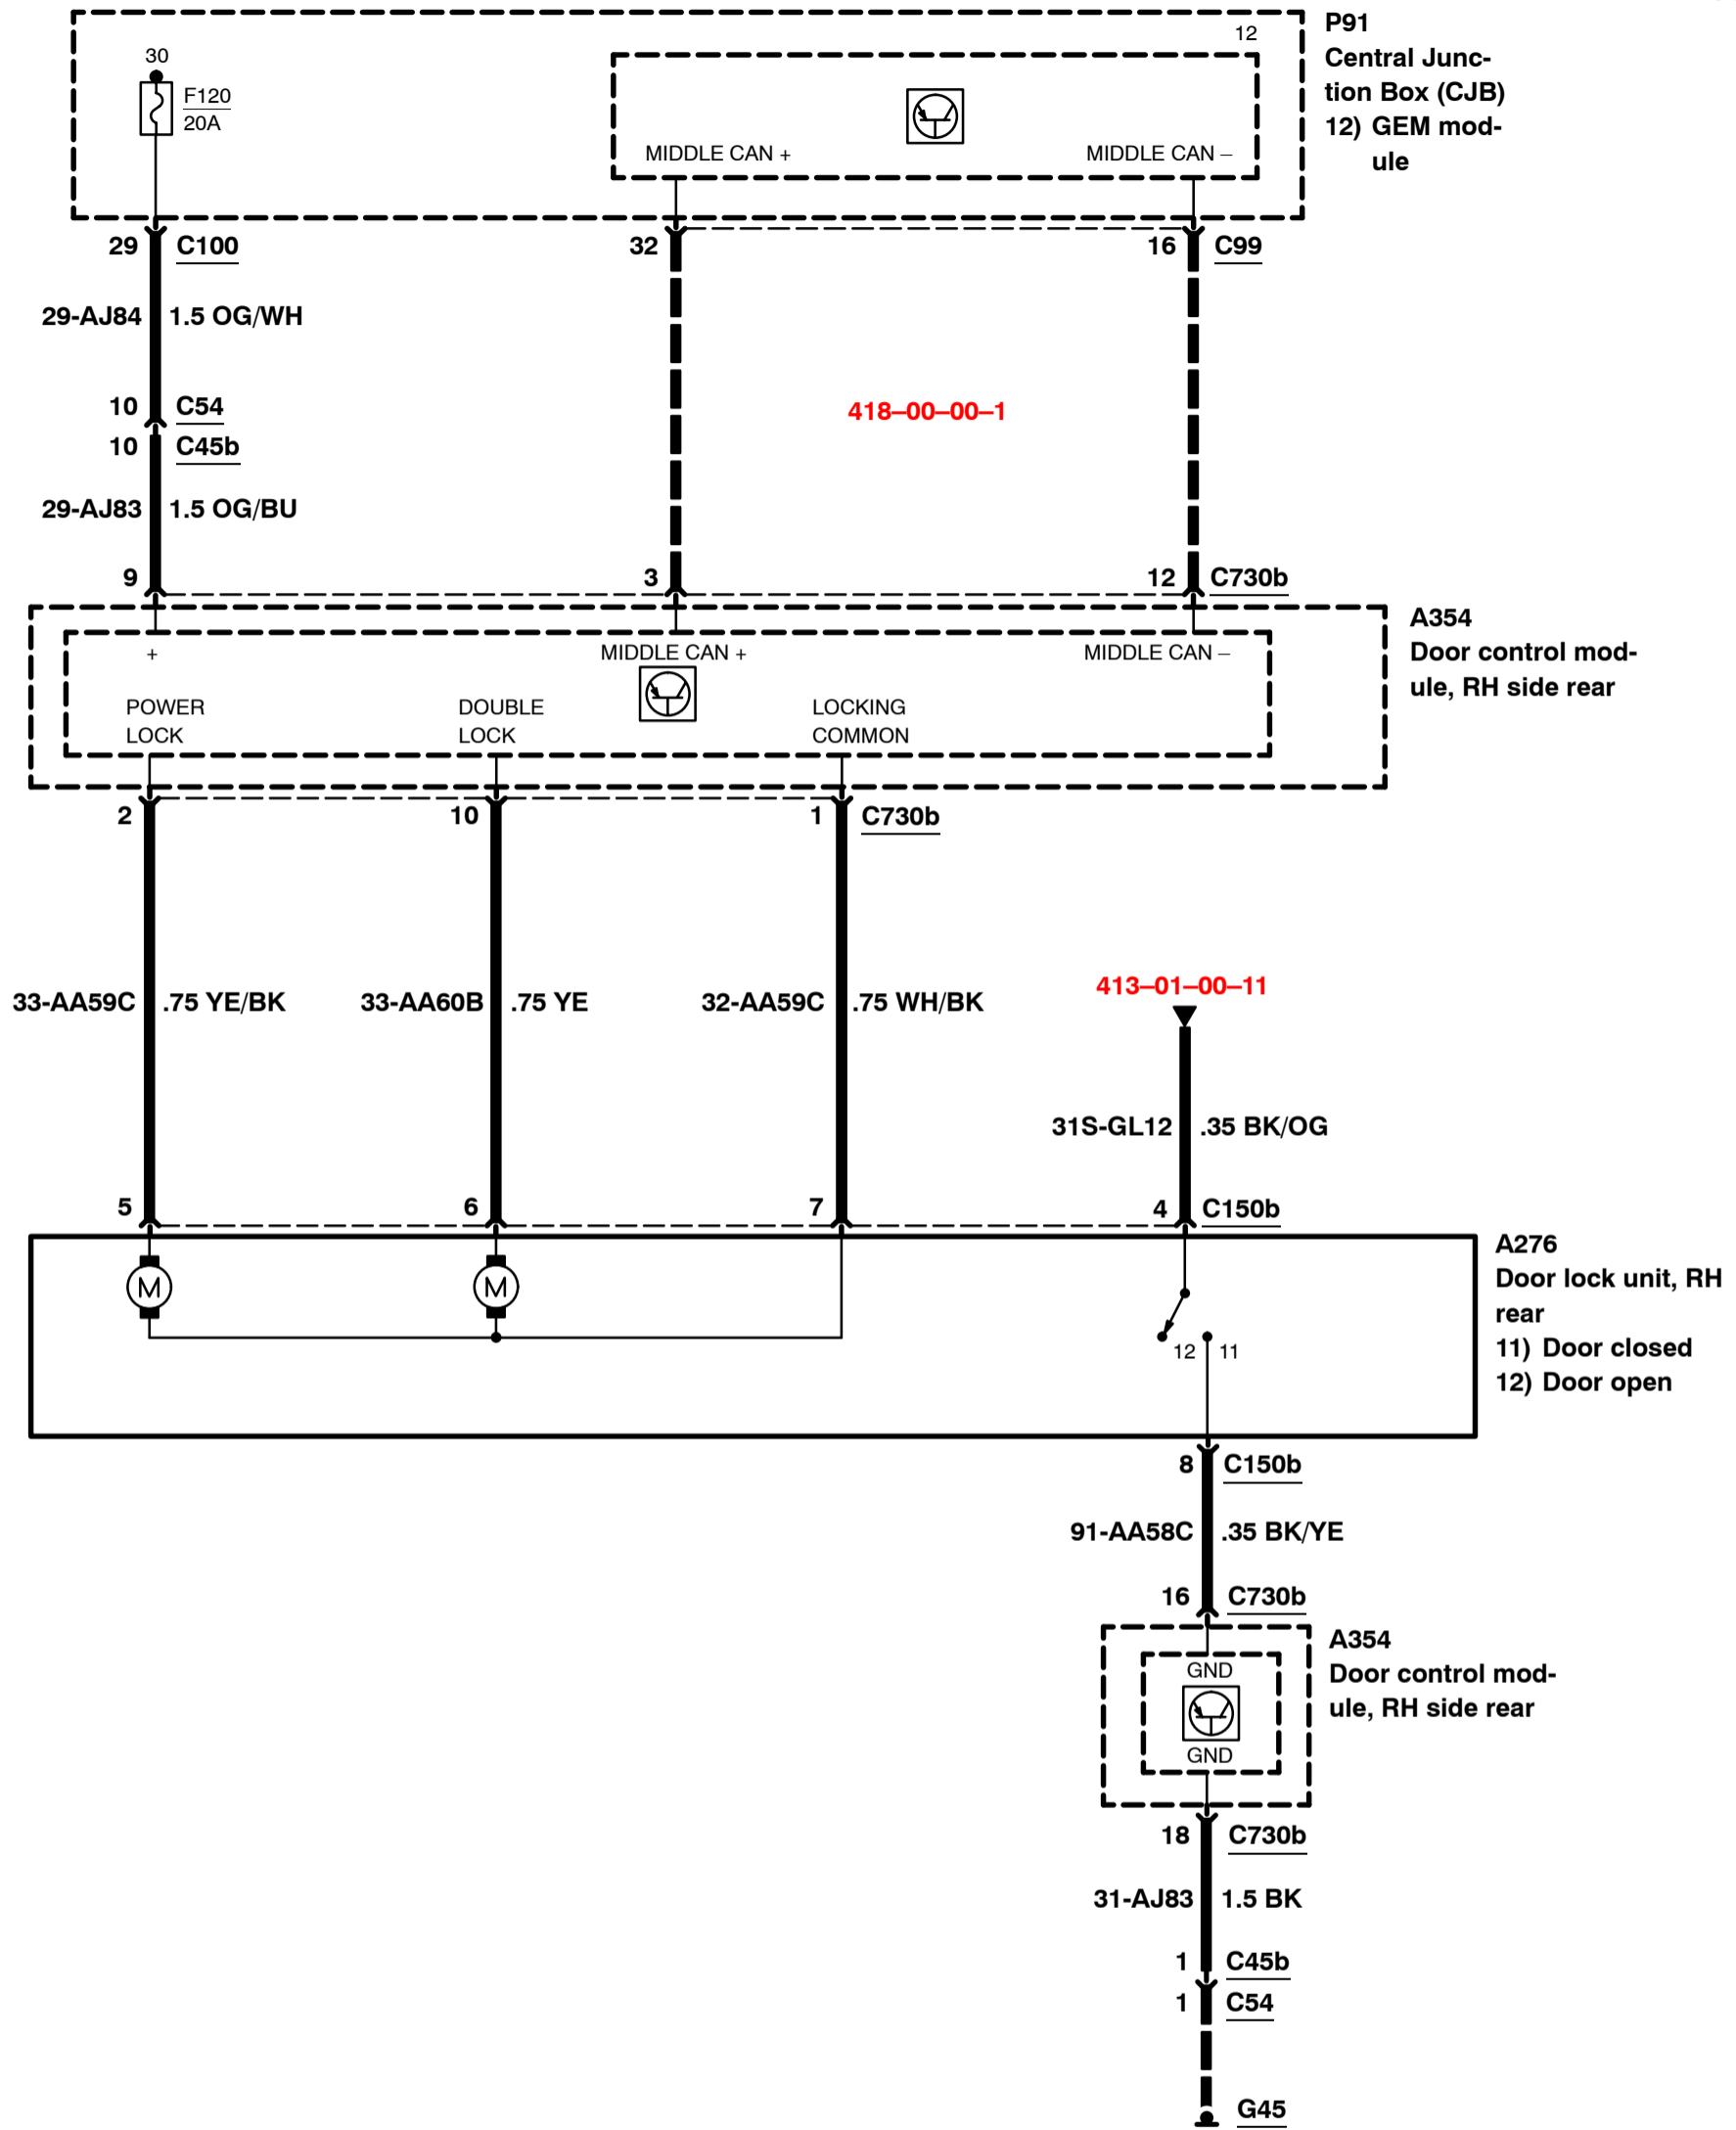 P91
Central Junc-
tion Box (CJB)
12) GEM mod-
ule
12
30
F120
20A
MIDDLE CAN +
MIDDLE CAN –
29
C100
32
16
C99
29-AJ84
1.5 OG/WH
10
C54
418–00–00–1
10
C45b
29-AJ83
1.5 OG/BU
9
3
12
C730b
A354
Door control mod-
ule, RH side rear
+
MIDDLE CAN +
MIDDLE CAN –
POWER
LOCK
DOUBLE
LOCK
LOCKING
COMMON
2
10
1
C730b
33-AA59C
.75 YE/BK
33-AA60B
.75 YE
32-AA59C
.75 WH/BK
413–01–00–11
31S-GL12
.35 BK/OG
5
6
7
4
C150b
A276
Door lock unit, RH
rear
11) Door closed
12) Door open
M
M
12
11
8
C150b
91-AA58C
.35 BK/YE
16
C730b
A354
Door control mod-
ule, RH side rear
GND
GND
18
C730b
31-AJ83
1.5 BK
1
C45b
1
C54
G45